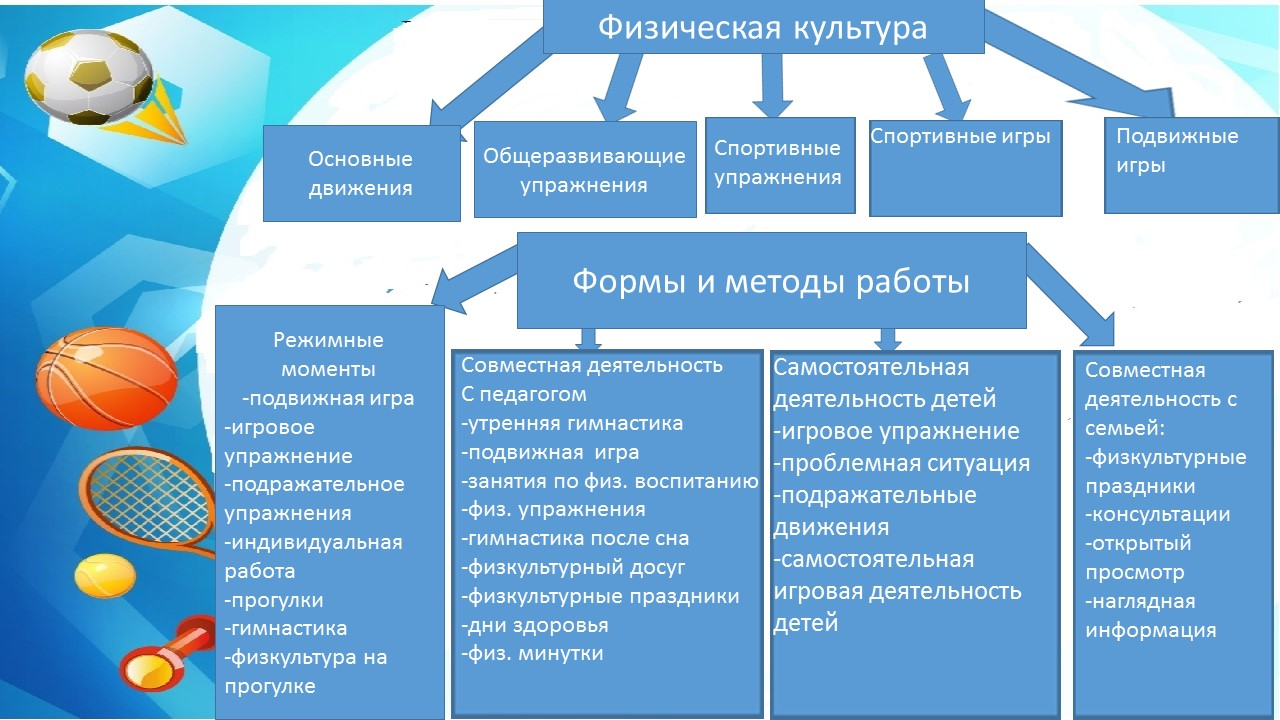 Физическая культура
Основные
движения
Общеразвивающие
упражнения
Спортивные
упражнения
Спортивные игры
Подвижные
игры
Формы и методы работы
Режимные
моменты
-подвижная игра
-игровое
упражнение
-подражательное
упражнения
-индивидуальная
работа
-прогулки
-гимнастика
-физкультура на
прогулке
Совместная деятельность
С педагогом
-утренняя гимнастика
-подвижная  игра
-занятия по физ. воспитанию
-физ. упражнения
-гимнастика после сна
-физкультурный досуг
-физкультурные праздники
-дни здоровья
-физ. минутки
Самостоятельная
деятельность детей
-игровое упражнение
-проблемная ситуация
-подражательные
движения
-самостоятельная
игровая деятельность
детей
Совместная
деятельность с
семьей:
-физкультурные
праздники
-консультации
-открытый
просмотр
-наглядная
информация